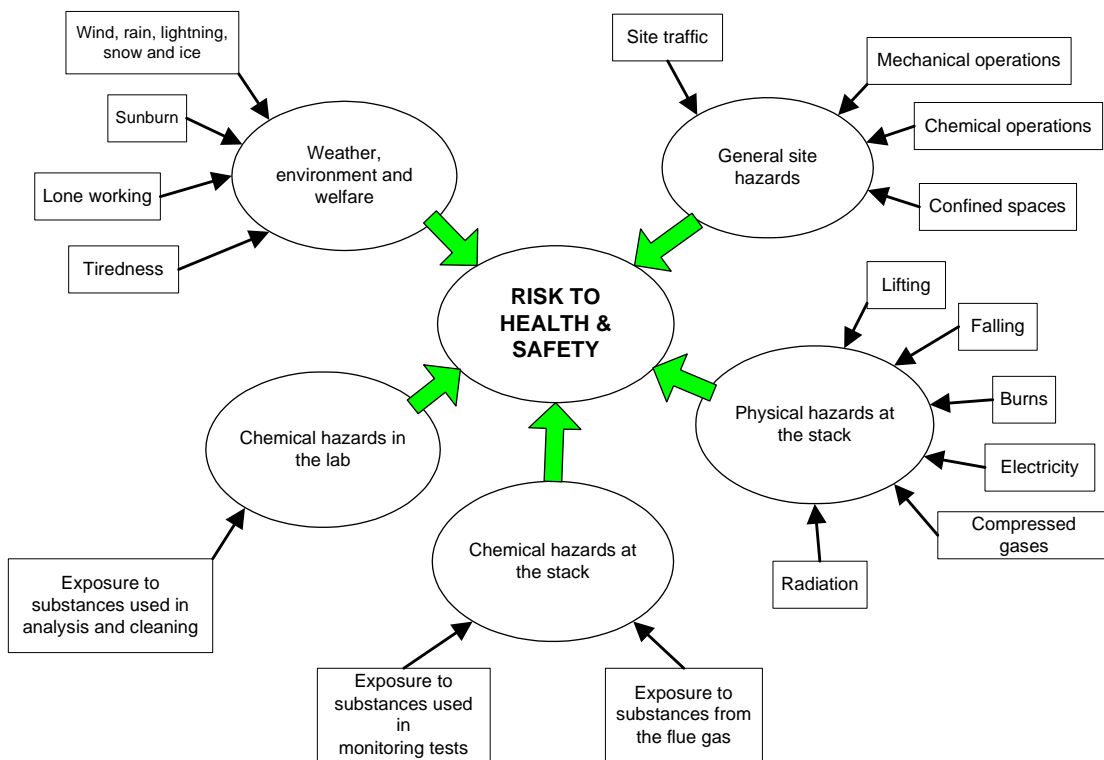 Wind, rain, lightning,
snow and ice
Sunburn
Lone working
Tiredness
Weather,
environment and
welfare
Site traffic
Mechanical operations
Chemical operations
Confined spaces
General site
hazards
RISK TO
HEALTH &
SAFETY
Lifting
Falling
Burns
Electricity
Compressed
gases
Radiation
Physical hazards at
the stack
Chemical hazards in
the lab
Exposure to
substances used in
analysis and cleaning
Chemical hazards at
the stack
Exposure to
substances used
in
monitoring tests
Exposure to
substances from
the flue gas